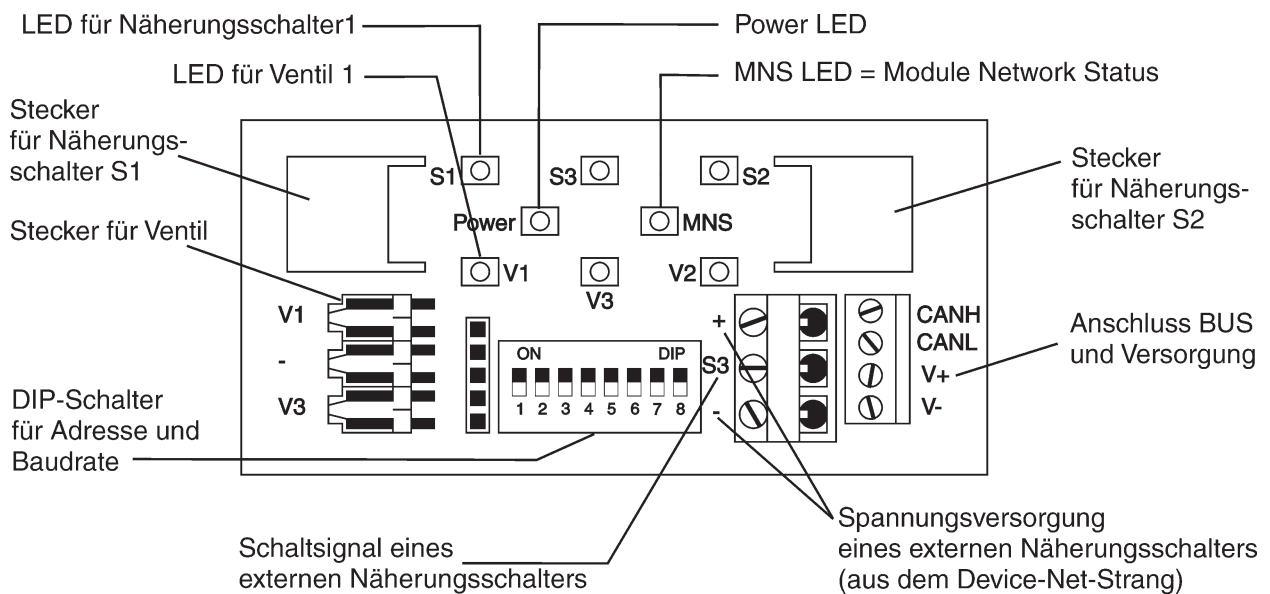 LED für Näherungsschalter1
Power LED
LED für Ventil 1
MNS LED = Module Network Status
Stecker
für Näherungs-
schalter S1
Stecker
für Näherungs-
schalter S2
S1
S3
S2
Power
MNS
Stecker für Ventil
V1
V3
V2
V1
-
V3
ON
DIP
1 2 3 4 5 6 7 8
+
S3
-
CANH
CANL
V+
V-
Anschluss BUS
und Versorgung
DIP-Schalter
für Adresse und
Baudrate
Schaltsignal eines
externen Näherungsschalters
Spannungsversorgung
eines externen Näherungsschalters
(aus dem Device-Net-Strang)